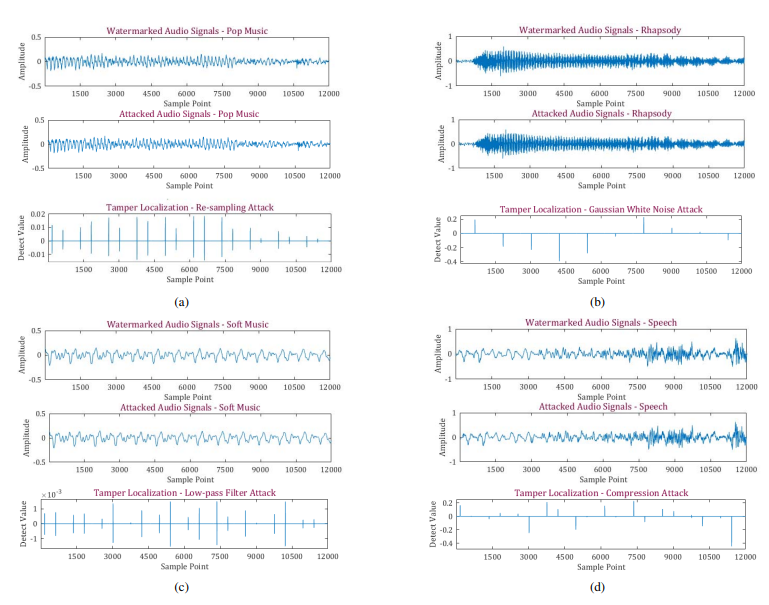 Watermarked Audio Signals - Pop Music
0.5
0
-0.5
Amplitude
1500 3000 4500 6000 7500 9000 10500 12000
Sample Point
Attacked Audio Signals - Pop Music
0.5
0
-0.5
Amplitude
1500 3000 4500 6000 7500 9000 10500 12000
Sample Point
Tamper Localization - Re-sampling Attack
0.02
0.01
0
-0.01
Detect Value
1500 3000 4500 6000 7500 9000 10500 12000
Sample Point
(a)
Watermarked Audio Signals - Rhapsody
1
0
-1
Amplitude
1500 3000 4500 6000 7500 9000 10500 12000
Sample Point
Attacked Audio Signals - Rhapsody
1
0
-1
Amplitude
1500 3000 4500 6000 7500 9000 10500 12000
Sample Point
Tamper Localization - Gaussian White Noise Attack
0.2
0
-0.2
-0.4
Detect Value
1500 3000 4500 6000 7500 9000 10500 12000
Sample Point
(b)
Watermarked Audio Signals - Soft Music
0.5
0
-0.5
Amplitude
1500 3000 4500 6000 7500 9000 10500 12000
Sample Point
Attacked Audio Signals - Soft Music
0.5
0
-0.5
Amplitude
1500 3000 4500 6000 7500 9000 10500 12000
Sample Point
Tamper Localization - Low-pass Filter Attack
×10⁻³
1
0
-1
Detect Value
1500 3000 4500 6000 7500 9000 10500 12000
Sample Point
(c)
Watermarked Audio Signals - Speech
1
0
-1
Amplitude
1500 3000 4500 6000 7500 9000 10500 12000
Sample Point
Attacked Audio Signals - Speech
1
0
-1
Amplitude
1500 3000 4500 6000 7500 9000 10500 12000
Sample Point
Tamper Localization - Compression Attack
0.2
0
-0.2
-0.4
Detect Value
1500 3000 4500 6000 7500 9000 10500 12000
Sample Point
(d)